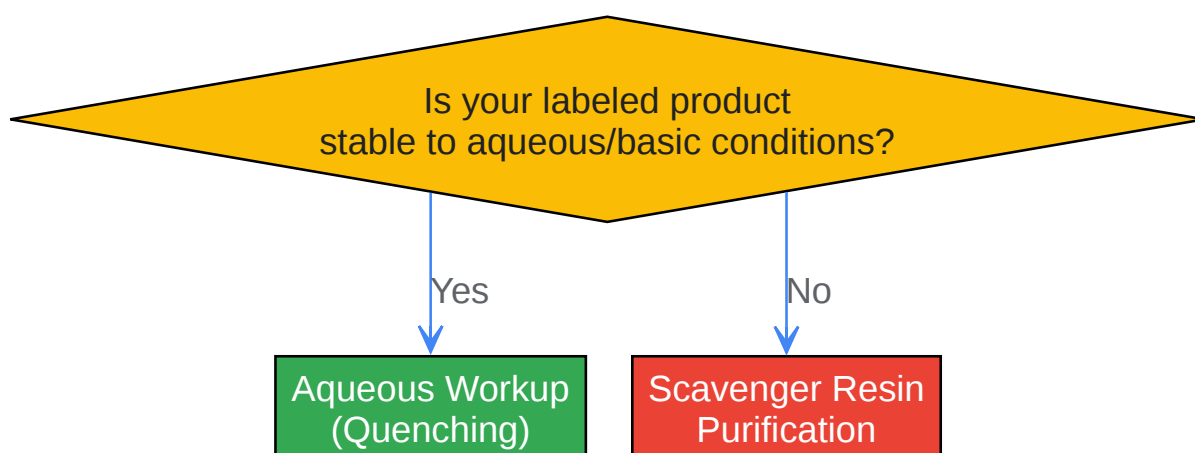 Is your labeled product
stable to aqueous/basic conditions?
Yes
No
Aqueous Workup
(Quenching)
Scavenger Resin
Purification